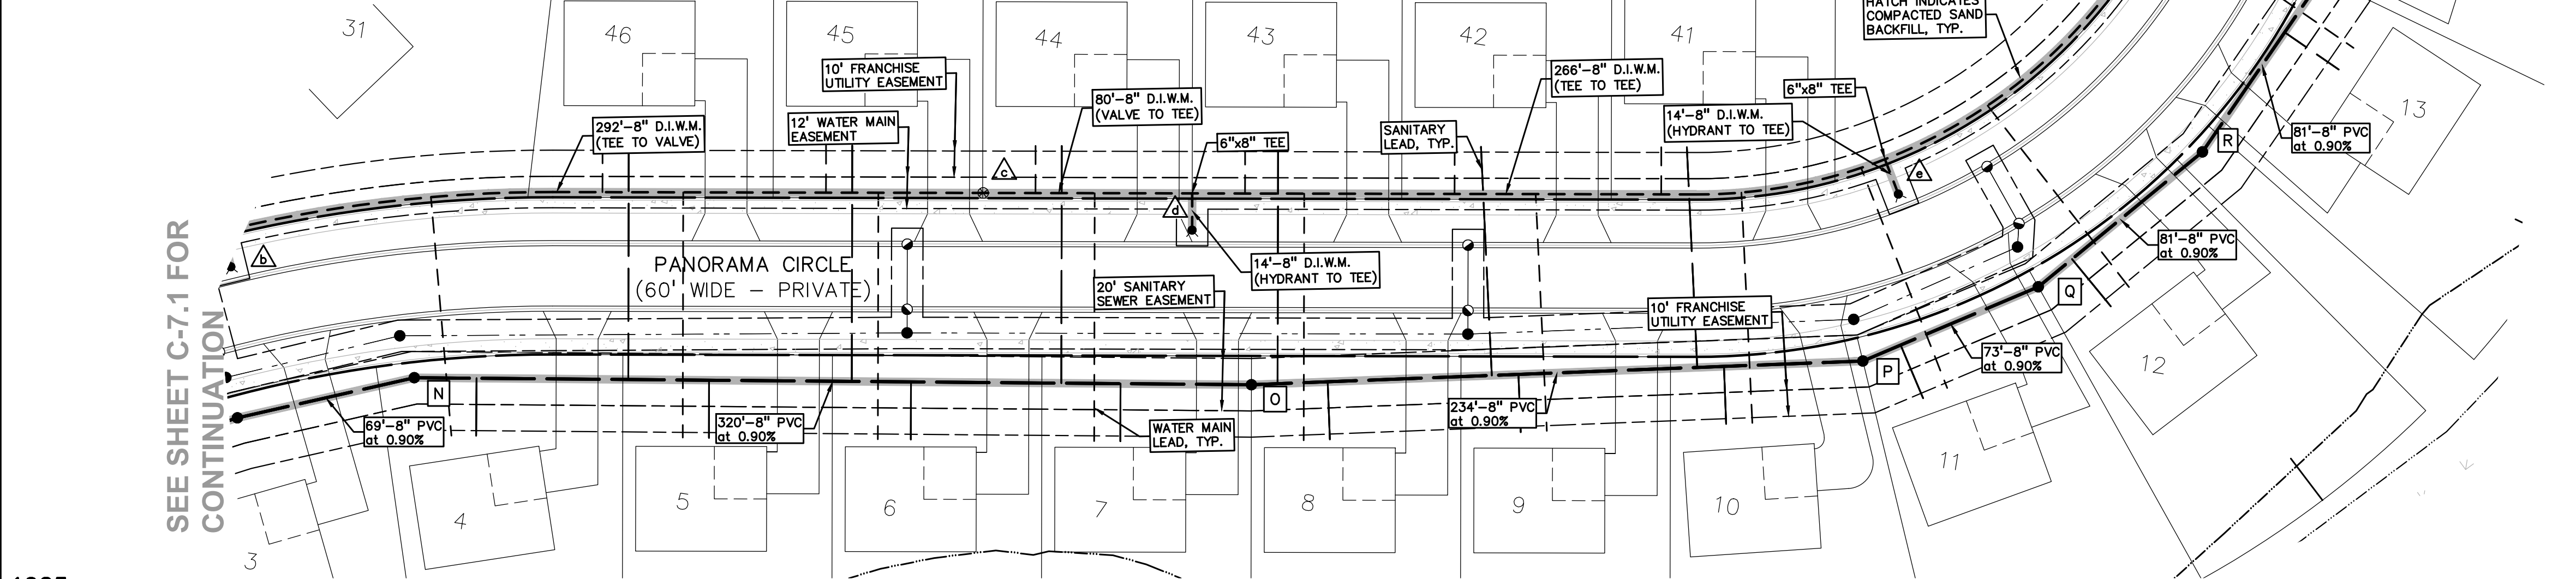 31
46
45
44
43
42
41
HATCH INDICATES
COMPACTED SAND
BACKFILL, TYP.
13
10' FRANCHISE
UTILITY EASEMENT
266'-8" D.I.W.M.
(TEE TO TEE)
6"x8" TEE
80'-8" D.I.W.M.
(VALVE TO TEE)
292'-8" D.I.W.M.
(TEE TO VALVE)
12' WATER MAIN
EASEMENT
6"x8" TEE
SANITARY
LEAD, TYP.
14'-8" D.I.W.M.
(HYDRANT TO TEE)
R
81'-8" PVC
at 0.90%
c
e
d
b
PANORAMA CIRCLE
(60' WIDE – PRIVATE)
14'-8" D.I.W.M.
(HYDRANT TO TEE)
81'-8" PVC
at 0.90%
20' SANITARY
SEWER EASEMENT
10' FRANCHISE
UTILITY EASEMENT
Q
SEE SHEET C-7.1 FOR
CONTINUATION
73'-8" PVC
at 0.90%
12
P
N
O
69'-8" PVC
at 0.90%
320'-8" PVC
at 0.90%
WATER MAIN
LEAD, TYP.
234'-8" PVC
at 0.90%
3
4
5
6
7
8
9
10
11